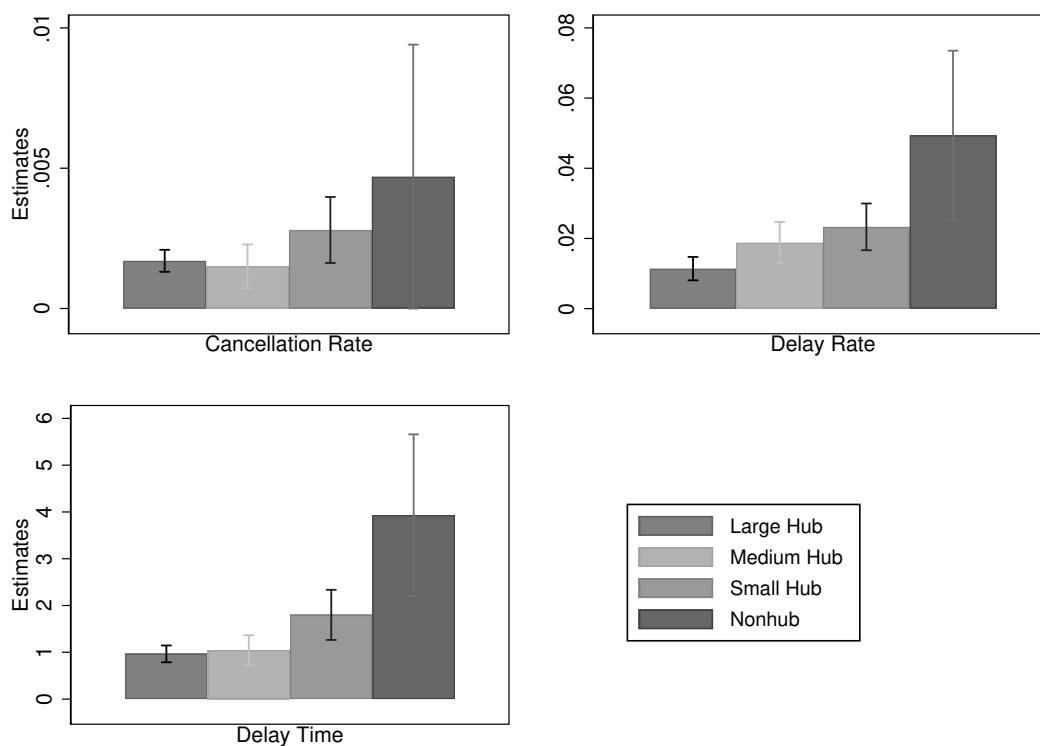 Estimates
0
.005
.01
Cancellation Rate
0
.02
.04
.06
.08
Delay Rate
Estimates
0
1
2
3
4
5
6
Delay Time
Large Hub
Medium Hub
Small Hub
Nonhub